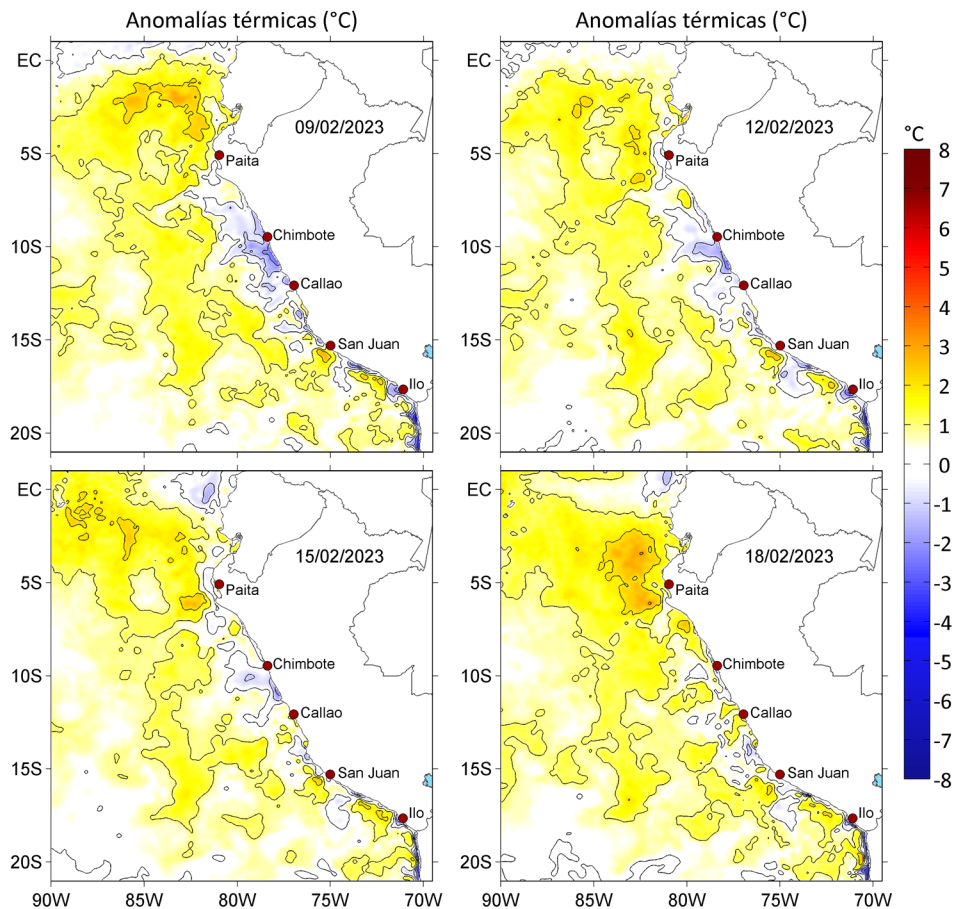 Anomalías térmicas (°C)
Anomalías térmicas (°C)
EC
5S
10S
15S
20S
09/02/2023
Paita
Chimbote
Callao
San Juan
Ilo
EC
5S
10S
15S
20S
12/02/2023
Paita
Chimbote
Callao
San Juan
Ilo
EC
5S
10S
15S
20S
15/02/2023
Paita
Chimbote
Callao
San Juan
Ilo
90W 85W 80W 75W 70W
EC
5S
10S
15S
20S
18/02/2023
Paita
Chimbote
Callao
San Juan
Ilo
90W 85W 80W 75W 70W
°C
8
7
6
5
4
3
2
1
0
-1
-2
-3
-4
-5
-6
-7
-8